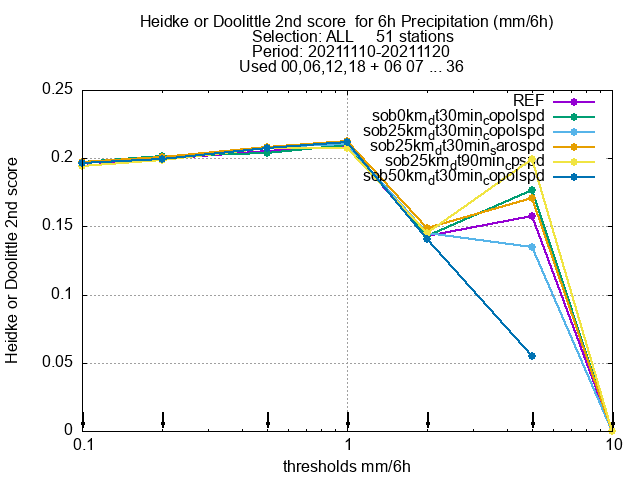 Heidke or Doolittle 2nd score  for 6h Precipitation (mm/6h)
Selection: ALL     51 stations
Period: 20211110-20211120
Used 00,06,12,18 + 06 07 ... 36
REF
sob0km_dt30min_copolspd
sob25km_dt30min_copolspd
sob25km_dt30min_sarospd
sob50km_dt30min_copolspd
Heidke or Doolittle 2nd score
0.25
0.2
0.15
0.1
0.05
0
0.1
1
10
thresholds mm/6h